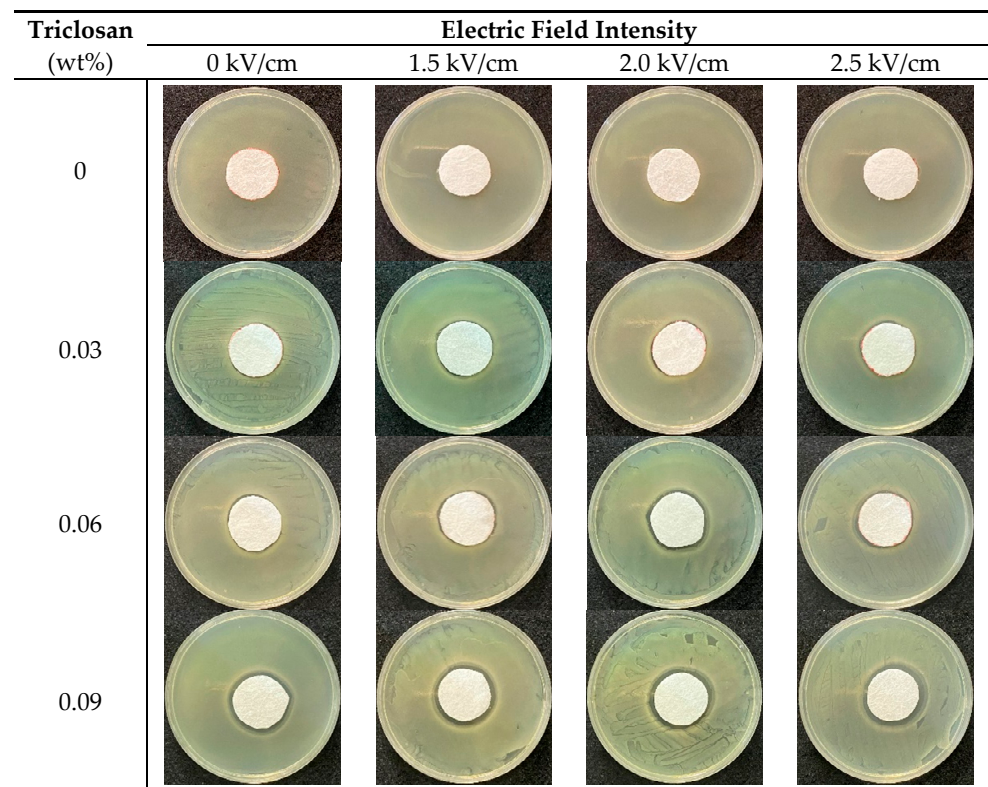 Triclosan Electric Field Intensity
(wt%) 0 kV/cm 1.5 kV/cm 2.0 kV/cm 2.5 kV/cm
0
0.03
0.06
0.09